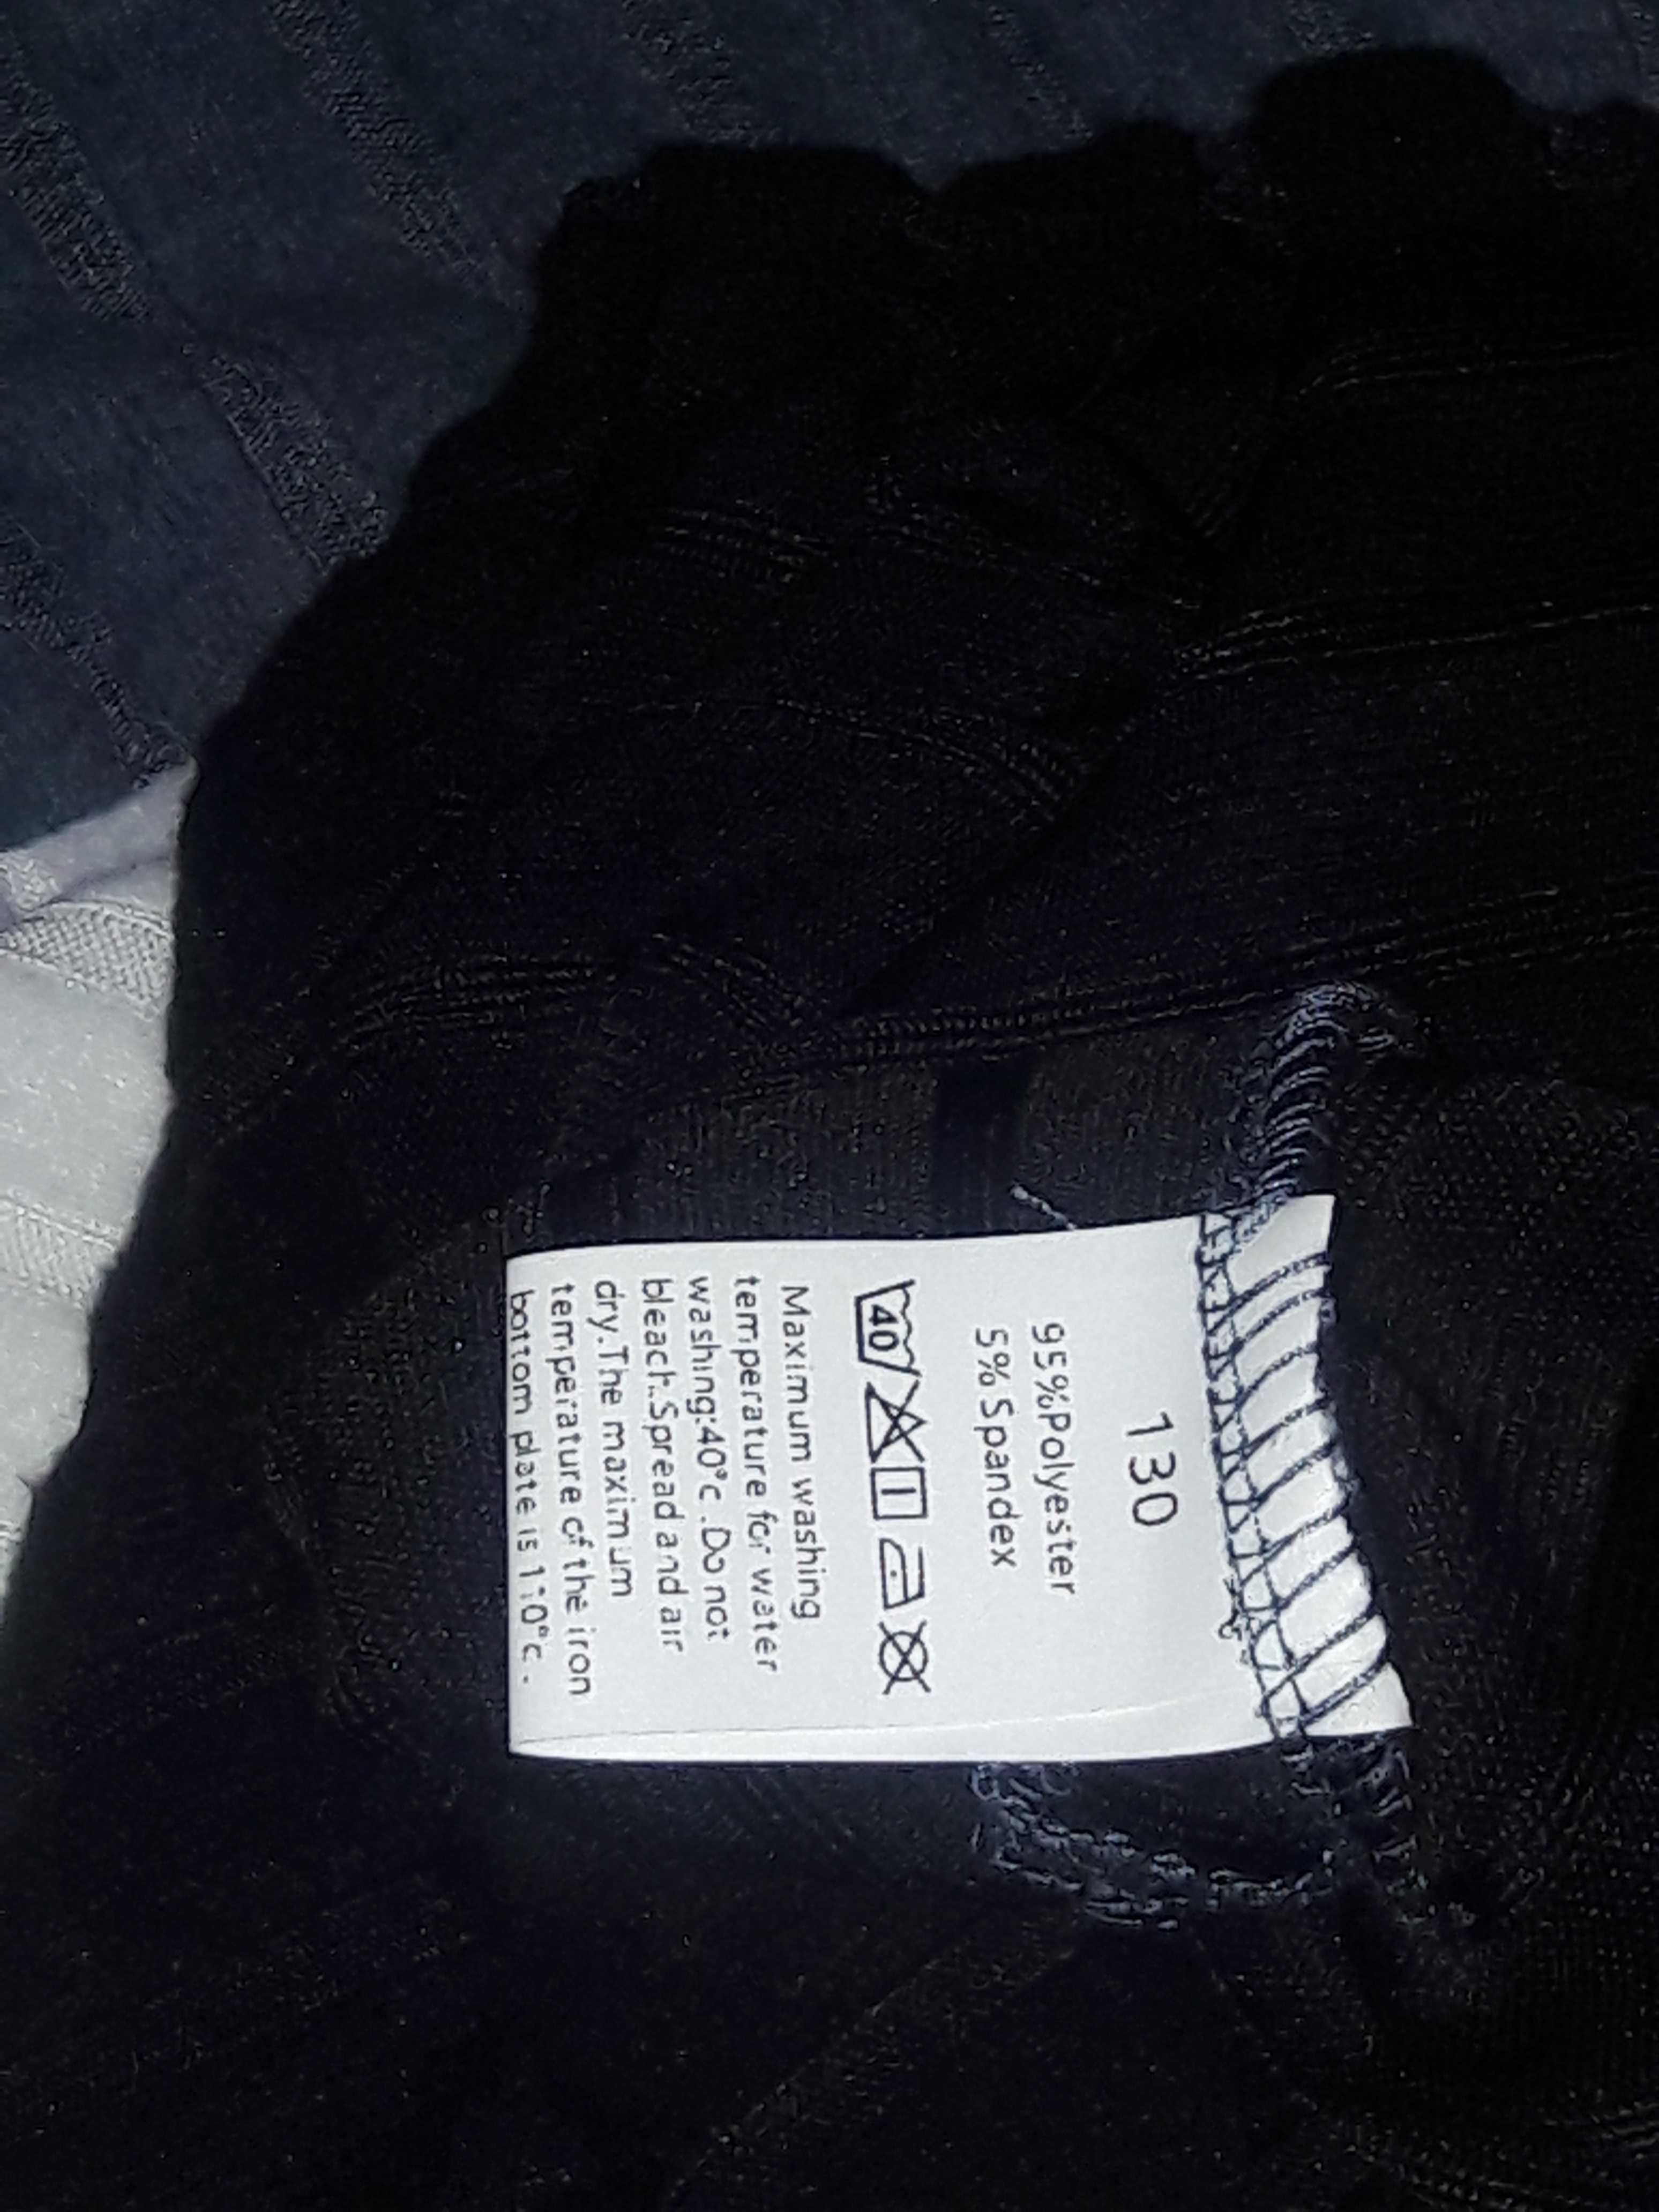 130
95%Polyester
5% Spandex
40
Maximum washing
temperature for water
washing:40°c .Do not
bleach.Spread and air
dry.The maximum
temperature of the iron
bottom plate is 110°c .